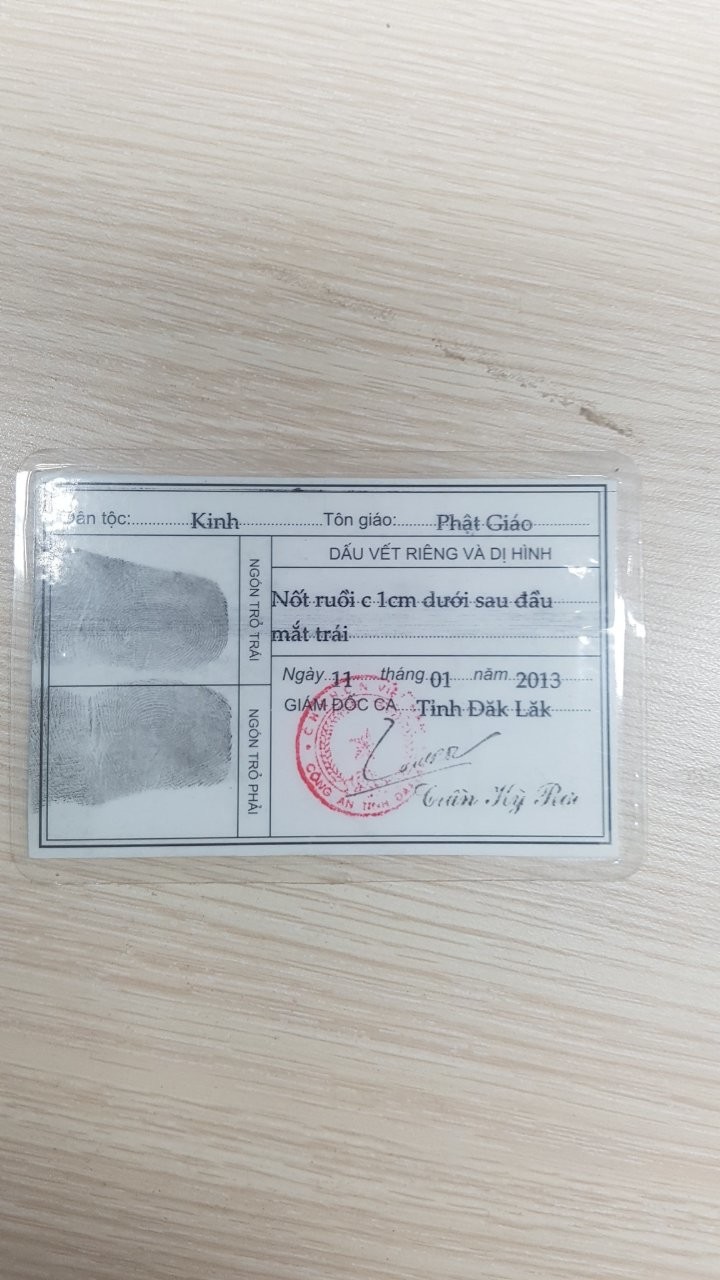 Dân tộc: Kinh Tôn giáo: Phật Giáo
DẤU VẾT RIÊNG VÀ DỊ HÌNH
NGÓN TRỎ TRÁI
Nốt ruồi c 1cm dưới sau đầu
mắt trái
Ngày 11 tháng 01 năm 2013
GIÁM ĐỐC CA Tỉnh Đăk Lăk
NGÓN TRỎ PHẢI
CÔNG AN TỈNH
Trần Kỳ Rơi